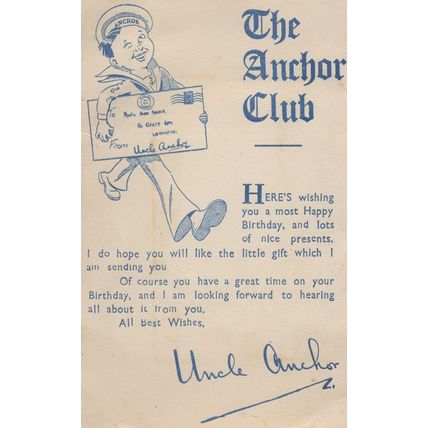 The
Anchor
Club
ANCHOR
To
From Uncle Anchor
HERE'S wishing
you a most Happy
Birthday, and lots
of nice presents.
I do hope you will like the little gift which I
am sending you
Of course you have a great time on your
Birthday, and I am looking forward to hearing
all about it from you.
All Best Wishes,
Uncle Anchor